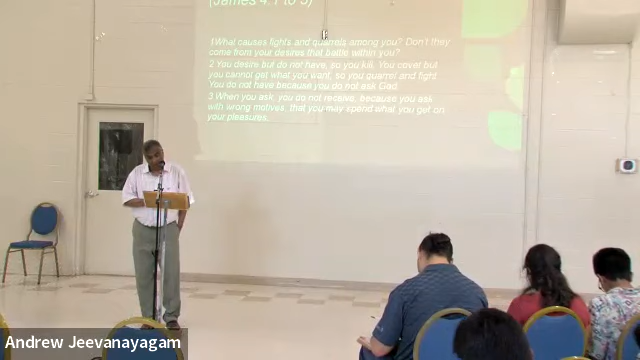 (James 4: 1 to 3)
1What causes fights and quarrels among you? Don't they
come from your desires that battle within you?
2 You desire but do not have, so you kill. You covet but
you cannot get what you want, so you quarrel and fight.
You do not have because you do not ask God.
3 When you ask, you do not receive, because you ask
with wrong motives, that you may spend what you get on
your pleasures.
Andrew Jeevanayagam